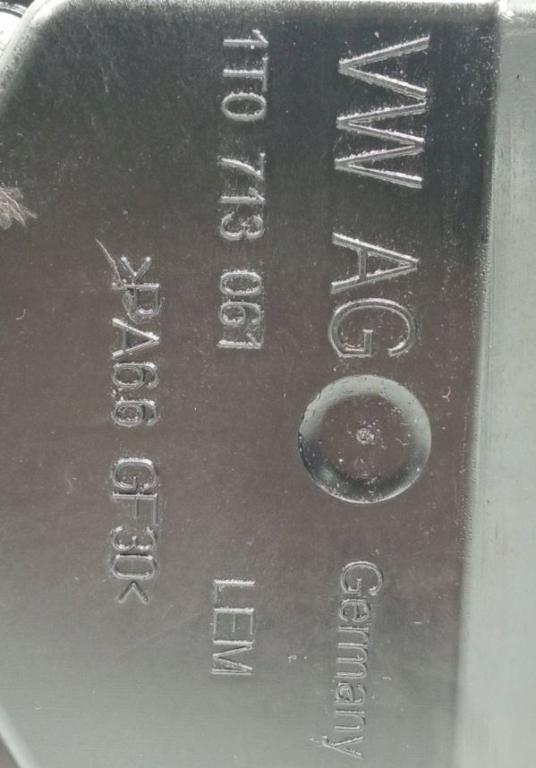 VW AG Germany
1T0 713 061 LEM
>PA66 GF30<